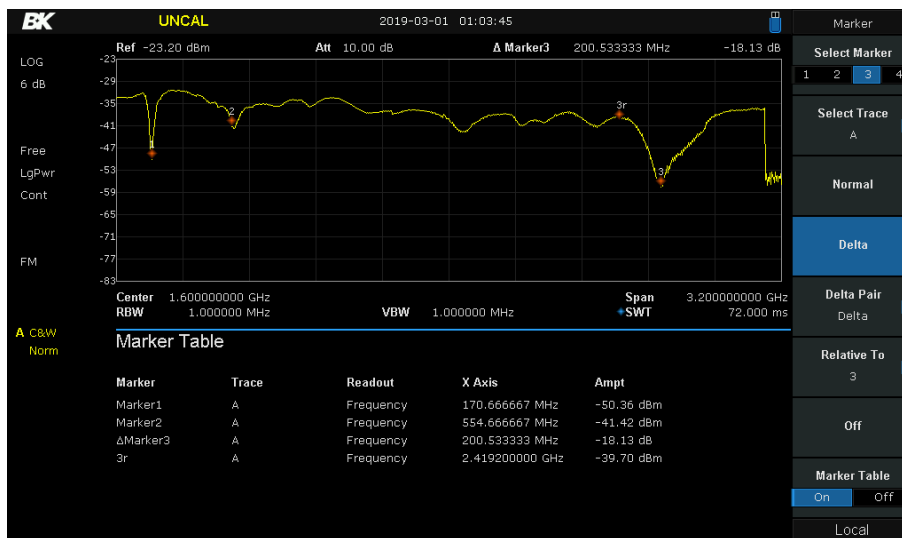 BK UNCAL 2019-03-01 01:03:45
Ref -23.20 dBm Att 10.00 dB Δ Marker3 200.533333 MHz -18.13 dB
LOG
6 dB
Free
LgPwr
Cont
FM
A C&W
Norm
-23
-29
-35
-41
-47
-53
-59
-65
-71
-77
-83
2
3r
3
Center 1.600000000 GHz Span 3.200000000 GHz
RBW 1.000000 MHz VBW 1.000000 MHz SWT 72.000 ms
Marker Table
Marker Trace Readout X Axis Ampt
Marker1 A Frequency 170.666667 MHz -50.36 dBm
Marker2 A Frequency 554.666667 MHz -41.42 dBm
ΔMarker3 A Frequency 200.533333 MHz -18.13 dB
3r A Frequency 2.419200000 GHz -39.70 dBm
Marker
Select Marker
1 2 3 4
Select Trace
A
Normal
Delta
Delta Pair
Delta
Relative To
3
Off
Marker Table
On Off
Local